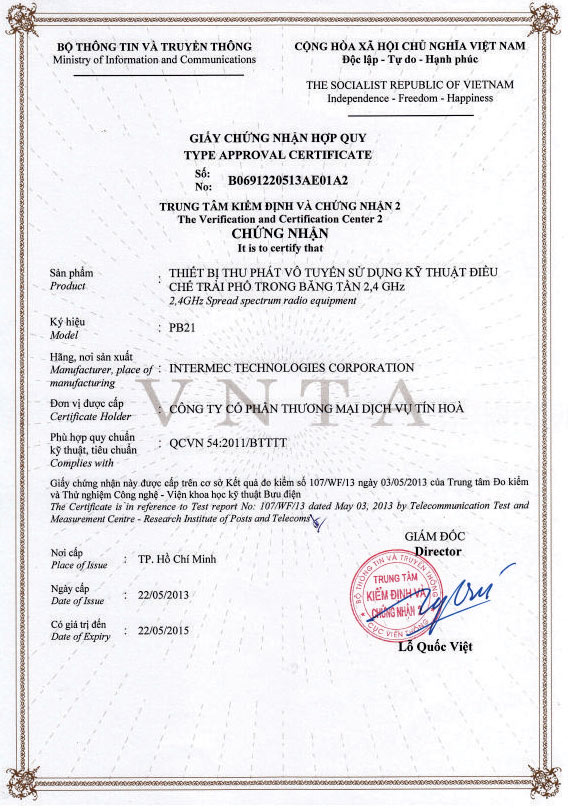 BỘ THÔNG TIN VÀ TRUYỀN THÔNG
Ministry of Information and Communications
CỘNG HÒA XÃ HỘI CHỦ NGHĨA VIỆT NAM
Độc lập - Tự do - Hạnh phúc
THE SOCIALIST REPUBLIC OF VIETNAM
Independence - Freedom - Happiness
GIẤY CHỨNG NHẬN HỢP QUY
TYPE APPROVAL CERTIFICATE
Số:
No: B0691220513AE01A2
TRUNG TÂM KIỂM ĐỊNH VÀ CHỨNG NHẬN 2
The Verification and Certification Center 2
CHỨNG NHẬN
It is to certify that
Sản phẩm
Product
: THIẾT BỊ THU PHÁT VÔ TUYẾN SỬ DỤNG KỸ THUẬT ĐIỀU
CHẾ TRẢI PHỔ TRONG BĂNG TẦN 2,4 GHz
2,4GHz Spread spectrum radio equipment
Ký hiệu
Model
: PB21
Hãng, nơi sản xuất
Manufacturer, place of
manufacturing
: INTERMEC TECHNOLOGIES CORPORATION
VNTA
Đơn vị được cấp
Certificate Holder
: CÔNG TY CỔ PHẦN THƯƠNG MẠI DỊCH VỤ TÍN HOÀ
Phù hợp quy chuẩn
kỹ thuật, tiêu chuẩn
Complies with
: QCVN 54:2011/BTTTT
Giấy chứng nhận này được cấp trên cơ sở Kết quả đo kiểm số 107/WF/13 ngày 03/05/2013 của Trung tâm Đo kiểm
và Thử nghiệm Công nghệ - Viện khoa học kỹ thuật Bưu điện
The Certificate is in reference to Test report No: 107/WF/13 dated May 03, 2013 by Telecommunication Test and
Measurement Centre - Research Institute of Posts and Telecoms
GIÁM ĐỐC
Director
Nơi cấp
Place of Issue
: TP. Hồ Chí Minh
Ngày cấp
Date of Issue
: 22/05/2013
Có giá trị đến
Date of Expiry
: 22/05/2015
BỘ THÔNG TIN VÀ TRUYỀN THÔNG
TRUNG TÂM
KIỂM ĐỊNH VÀ
CHỨNG NHẬN
CỤC VIỄN THÔNG
Lỗ Quốc Việt